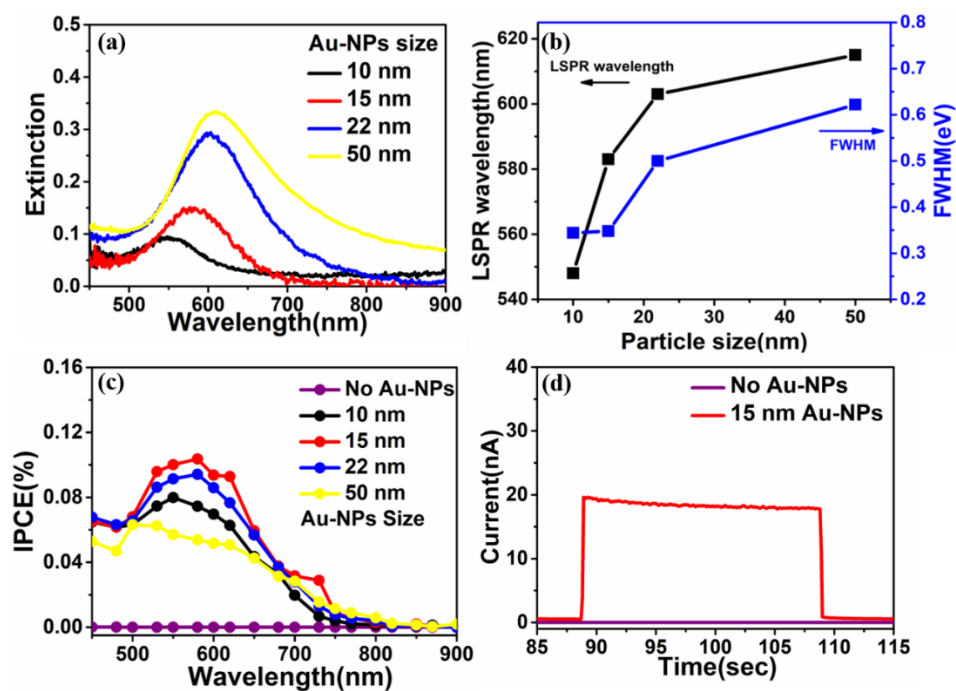 (a)
Au-NPs size
10 nm
15 nm
22 nm
50 nm
Extinction
0.5
0.4
0.3
0.2
0.1
0.0
500 600 700 800 900
Wavelength(nm)
(b)
LSPR wavelength
FWHM
LSPR wavelength(nm)
620
600
580
560
540
FWHM(eV)
0.8
0.7
0.6
0.5
0.4
0.3
0.2
10 20 30 40 50
Particle size(nm)
(c)
No Au-NPs
10 nm
15 nm
22 nm
50 nm
Au-NPs Size
IPCE(%)
0.16
0.12
0.08
0.04
0.00
500 600 700 800 900
Wavelength(nm)
(d)
No Au-NPs
15 nm Au-NPs
Current(nA)
40
30
20
10
0
85 90 95 100 105 110 115
Time(sec)